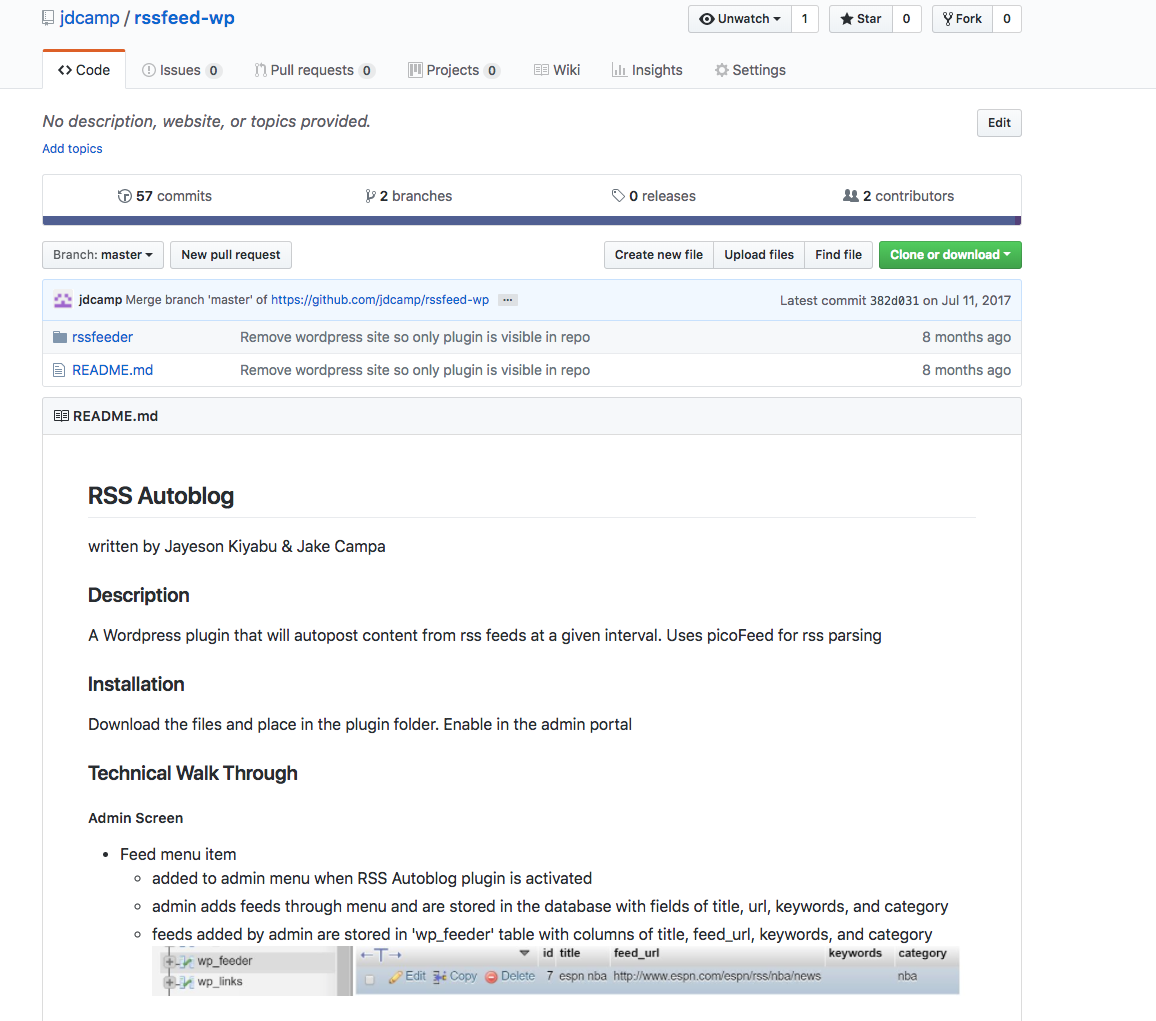 jdcamp / rssfeed-wp
Unwatch 1 Star 0 Fork 0
Code Issues 0 Pull requests 0 Projects 0 Wiki Insights Settings
No description, website, or topics provided.
Edit
Add topics
57 commits 2 branches 0 releases 2 contributors
Branch: master New pull request Create new file Upload files Find file Clone or download
jdcamp Merge branch 'master' of https://github.com/jdcamp/rssfeed-wp ... Latest commit 382d031 on Jul 11, 2017
rssfeeder Remove wordpress site so only plugin is visible in repo 8 months ago
README.md Remove wordpress site so only plugin is visible in repo 8 months ago
README.md
RSS Autoblog
written by Jayeson Kiyabu & Jake Campa
Description
A Wordpress plugin that will autopost content from rss feeds at a given interval. Uses picoFeed for rss parsing
Installation
Download the files and place in the plugin folder. Enable in the admin portal
Technical Walk Through
Admin Screen
Feed menu item
added to admin menu when RSS Autoblog plugin is activated
admin adds feeds through menu and are stored in the database with fields of title, url, keywords, and category
feeds added by admin are stored in 'wp_feeder' table with columns of title, feed_url, keywords, and category
wp_feeder
wp_links
id title feed_url keywords category
Edit Copy Delete 7 espn nba http://www.espn.com/espn/rss/nba/news nba